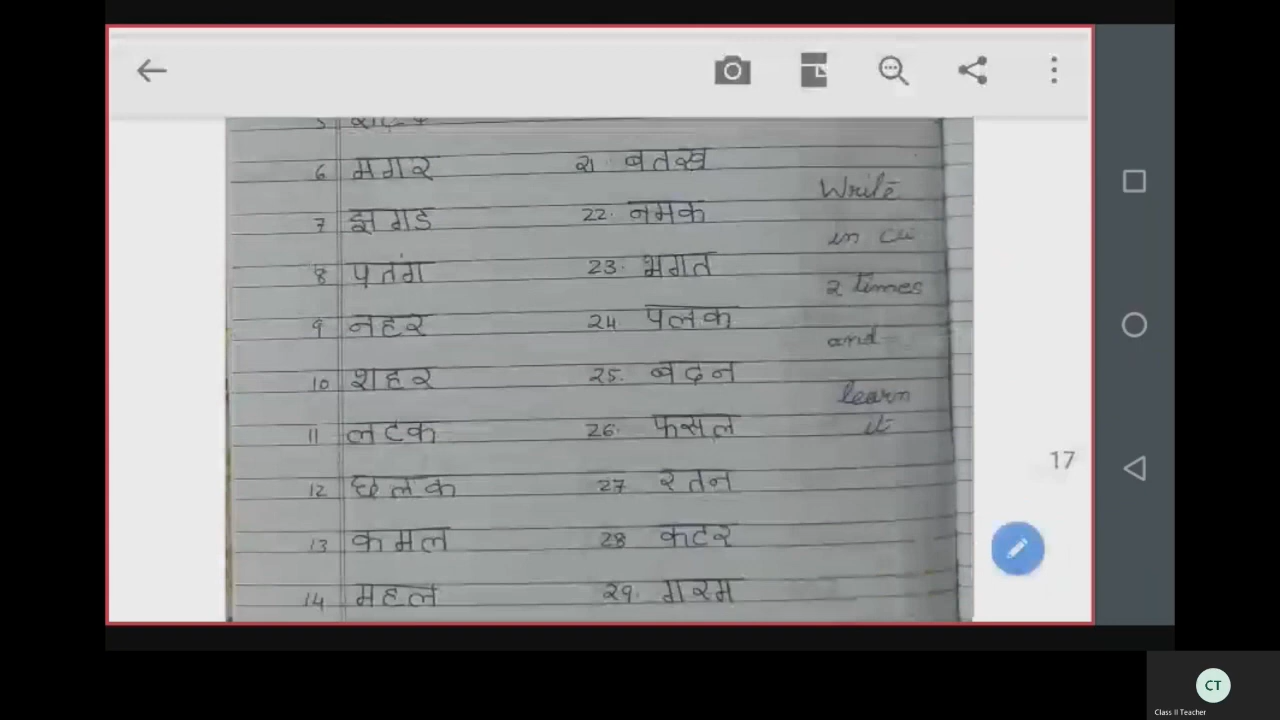 6 मगर 21. बतख
Write
7 झगड 22. नमक
in cw
8 पतंग 23. भगत
2 times
9 नहर 24 पलक
and
10 शहर 25. बदन
learn
11 लटक 26. फसल
it
17
12 छलक 27 रतन
13 कमल 28 कटर
14 महल 29. गरम
CT
Class II Teacher